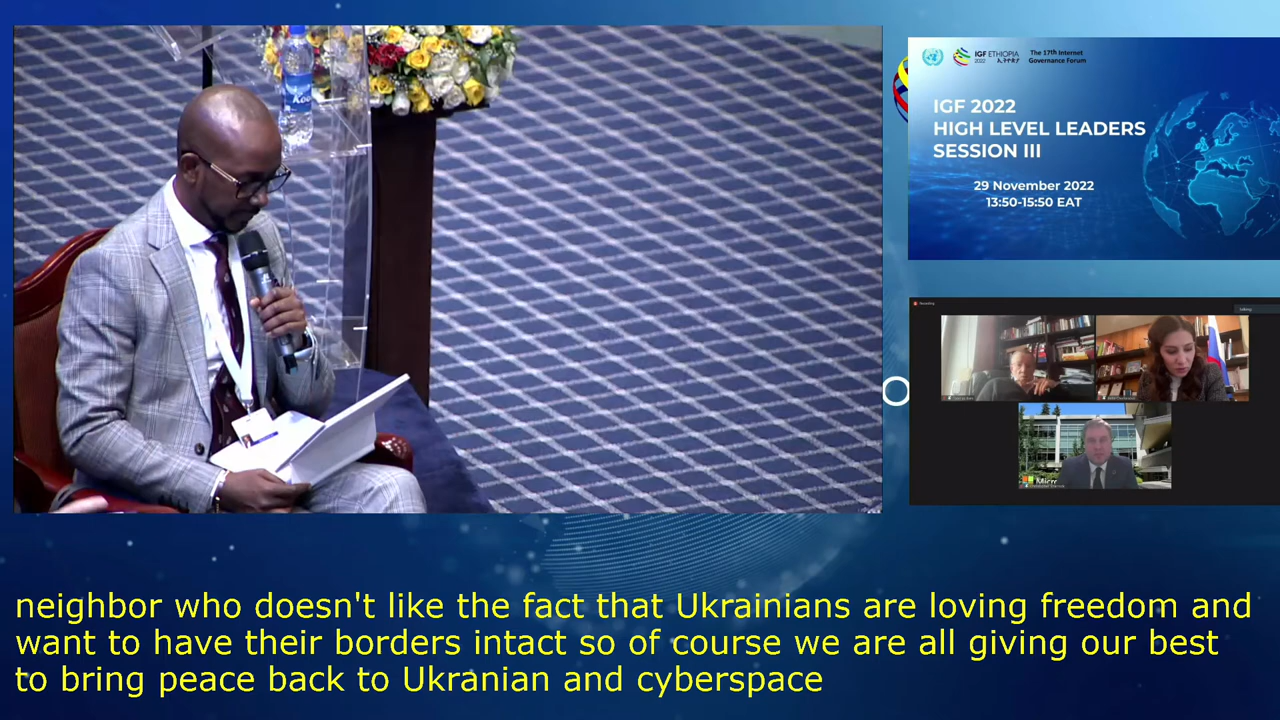 IGF ETHIOPIA
2022 ኢትዮጵያ
The 17th Internet
Governance Forum
IGF 2022
HIGH LEVEL LEADERS
SESSION III
29 November 2022
13:50-15:50 EAT
neighbor who doesn't like the fact that Ukrainians are loving freedom and
want to have their borders intact so of course we are all giving our best
to bring peace back to Ukranian and cyberspace